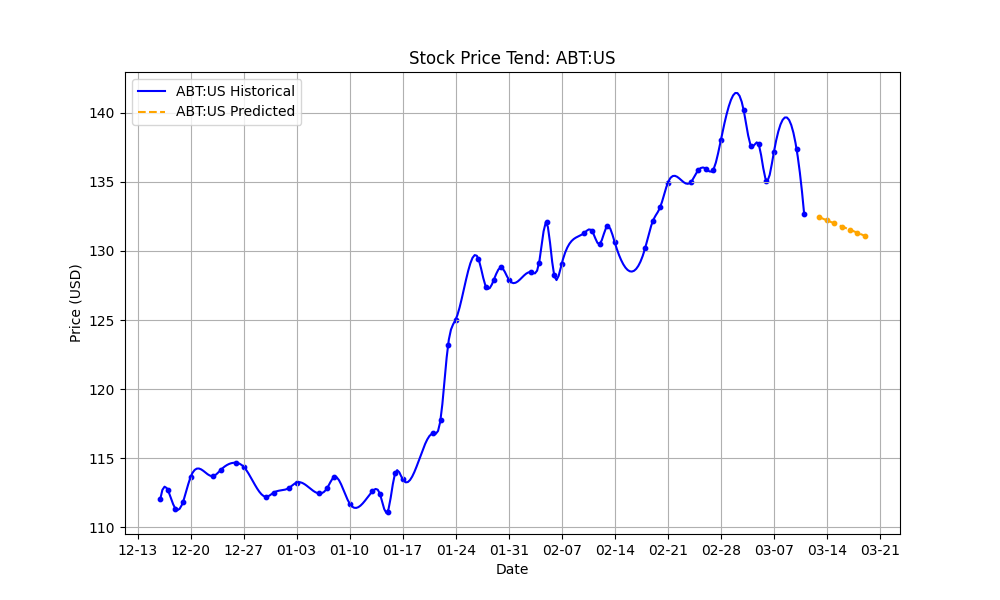 Stock Price Tend: ABT:US
ABT:US Historical
ABT:US Predicted
Price (USD)
140
135
130
125
120
115
110
12-13 12-20 12-27 01-03 01-10 01-17 01-24 01-31 02-07 02-14 02-21 02-28 03-07 03-14 03-21
Date